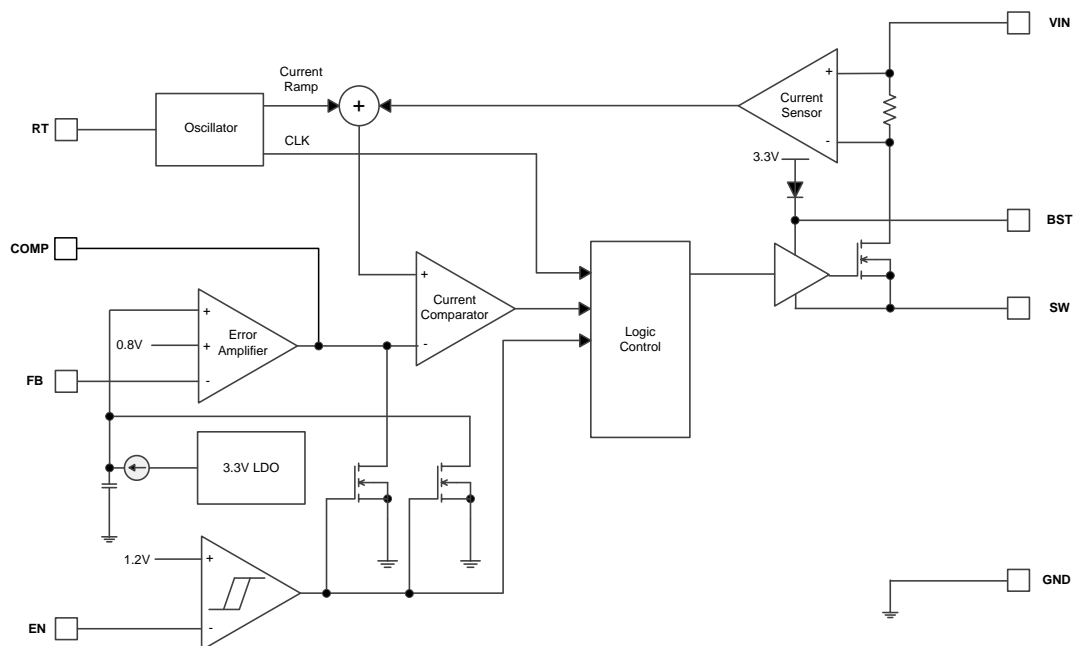 VIN
Current
Ramp
+
+
Current
Sensor
-
RT
Oscillator
CLK
3.3V
BST
COMP
+
Current
Comparator
-
Logic
Control
SW
+
Error
Amplifier
0.8V
+
-
FB
3.3V LDO
1.2V
+
-
EN
GND